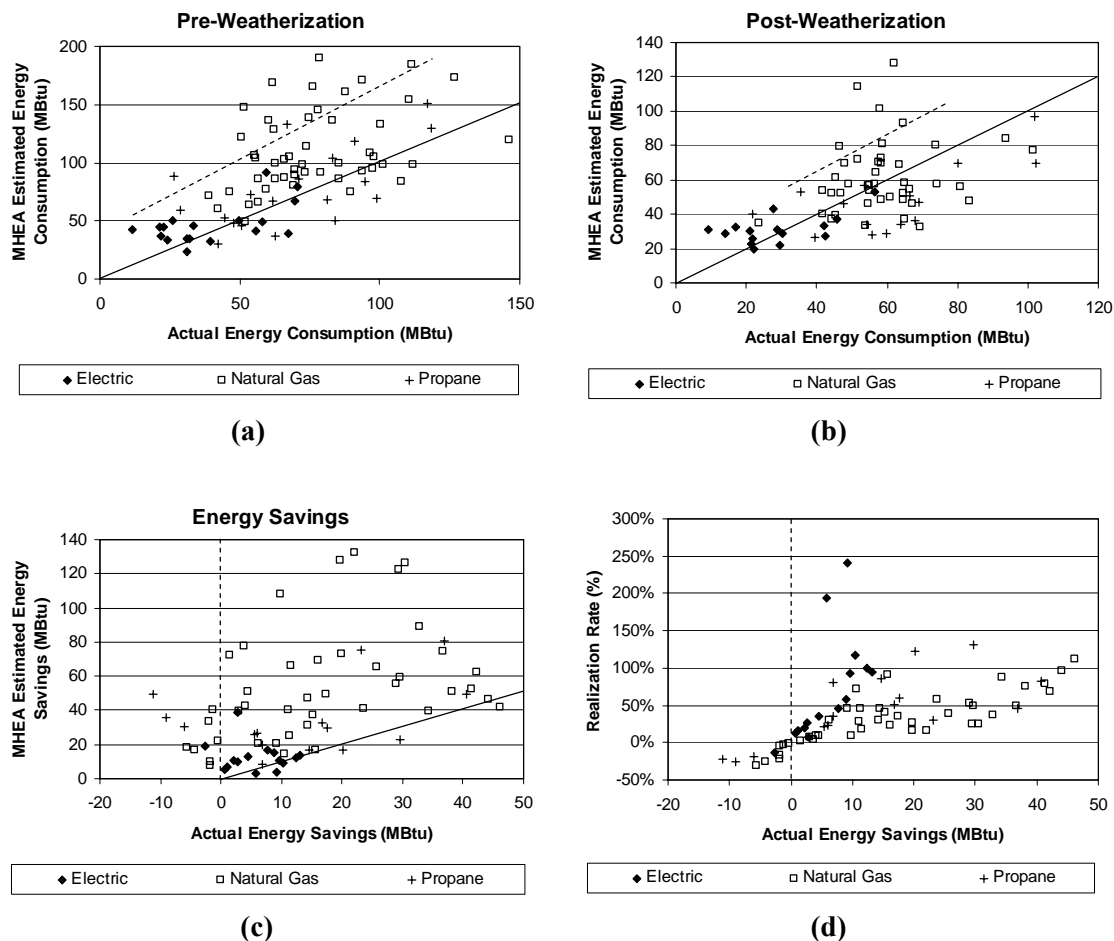 Pre-Weatherization
MHEA Estimated Energy
Consumption (MBtu)
200
150
100
50
0
0 50 100 150
Actual Energy Consumption (MBtu)
Electric Natural Gas Propane
(a)
Post-Weatherization
MHEA Estimated Energy
Consumption (MBtu)
140
120
100
80
60
40
20
0
0 20 40 60 80 100 120
Actual Energy Consumption (MBtu)
Electric Natural Gas Propane
(b)
Energy Savings
MHEA Estimated Energy
Savings (MBtu)
140
120
100
80
60
40
20
0
-20 -10 0 10 20 30 40 50
Actual Energy Savings (MBtu)
Electric Natural Gas Propane
(c)
Realization Rate (%)
300%
250%
200%
150%
100%
50%
0%
-50%
-20 -10 0 10 20 30 40 50
Actual Energy Savings (MBtu)
Electric Natural Gas Propane
(d)